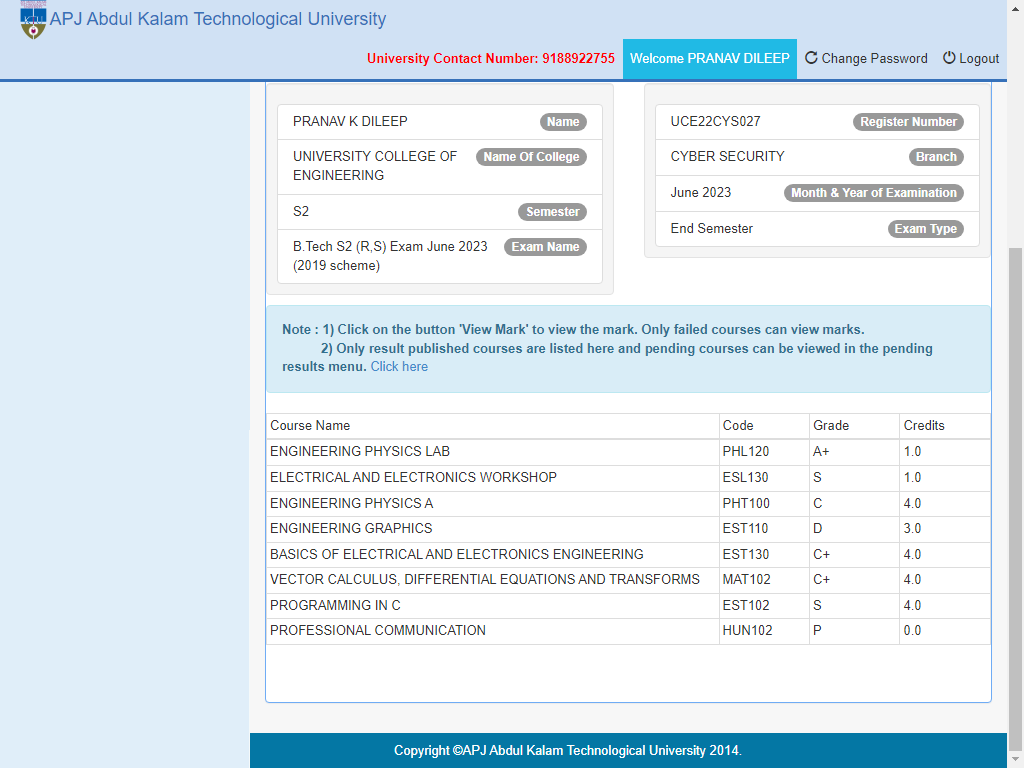 APJ Abdul Kalam Technological University
University Contact Number: 9188922755 Welcome PRANAV DILEEP Change Password Logout
PRANAV K DILEEP Name
UNIVERSITY COLLEGE OF Name Of College
ENGINEERING
S2 Semester
B.Tech S2 (R,S) Exam June 2023 Exam Name
(2019 scheme)
UCE22CYS027 Register Number
CYBER SECURITY Branch
June 2023 Month & Year of Examination
End Semester Exam Type
Note : 1) Click on the button 'View Mark' to view the mark. Only failed courses can view marks.
2) Only result published courses are listed here and pending courses can be viewed in the pending
results menu. Click here
Course Name Code Grade Credits
ENGINEERING PHYSICS LAB PHL120 A+ 1.0
ELECTRICAL AND ELECTRONICS WORKSHOP ESL130 S 1.0
ENGINEERING PHYSICS A PHT100 C 4.0
ENGINEERING GRAPHICS EST110 D 3.0
BASICS OF ELECTRICAL AND ELECTRONICS ENGINEERING EST130 C+ 4.0
VECTOR CALCULUS, DIFFERENTIAL EQUATIONS AND TRANSFORMS MAT102 C+ 4.0
PROGRAMMING IN C EST102 S 4.0
PROFESSIONAL COMMUNICATION HUN102 P 0.0
Copyright ©APJ Abdul Kalam Technological University 2014.